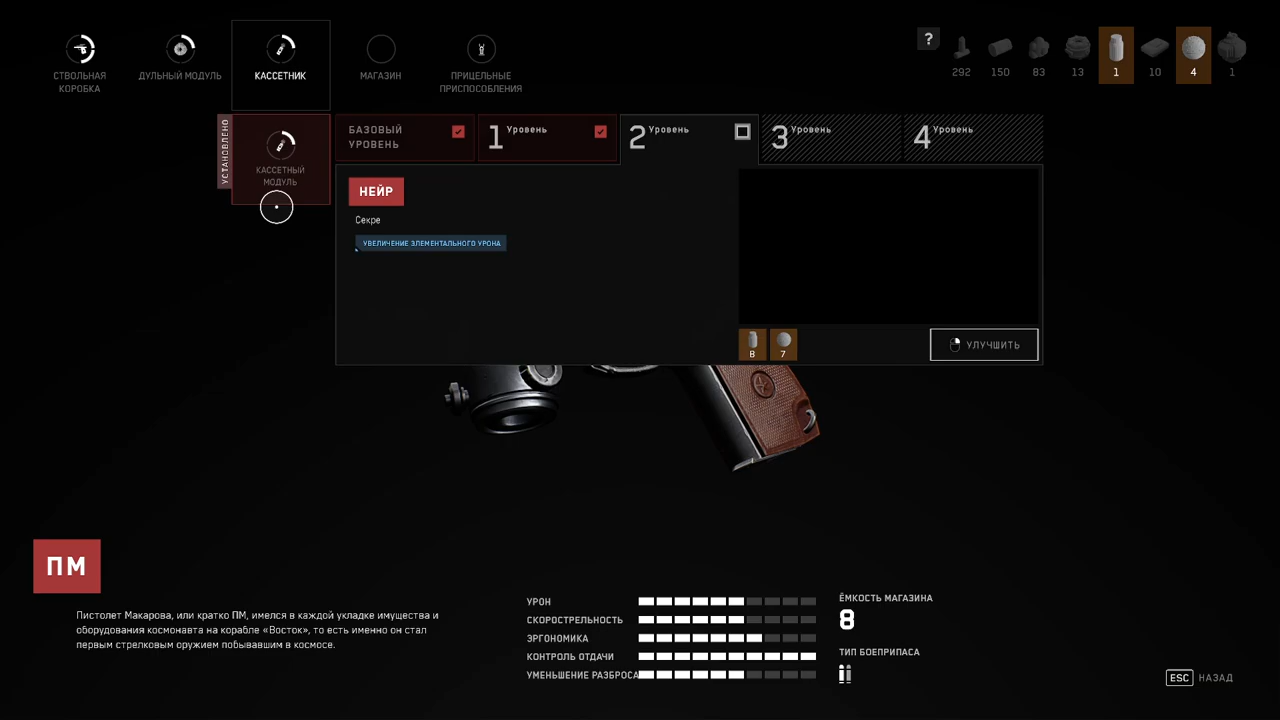 СТВОЛЬНАЯ
КОРОБКА
ДУЛЬНЫЙ МОДУЛЬ
КАССЕТНИК
МАГАЗИН
ПРИЦЕЛЬНЫЕ
ПРИСПОСОБЛЕНИЯ
?
292
150
83
13
1
10
4
1
УСТАНОВЛЕНО
КАССЕТНЫЙ
МОДУЛЬ
БАЗОВЫЙ
УРОВЕНЬ
1 Уровень
2 Уровень
3 Уровень
4 Уровень
НЕЙР
Секре
УВЕЛИЧЕНИЕ ЭЛЕМЕНТАЛЬНОГО УРОНА
8
7
УЛУЧШИТЬ
ПМ
Пистолет Макарова, или кратко ПМ, имелся в каждой укладке имущества и
оборудования космонавта на корабле «Восток», то есть именно он стал
первым стрелковым оружием побывавшим в космосе.
УРОН
СКОРОСТРЕЛЬНОСТЬ
ЭРГОНОМИКА
КОНТРОЛЬ ОТДАЧИ
УМЕНЬШЕНИЕ РАЗБРОСА
ЁМКОСТЬ МАГАЗИНА
8
ТИП БОЕПРИПАСА
ESC НАЗАД